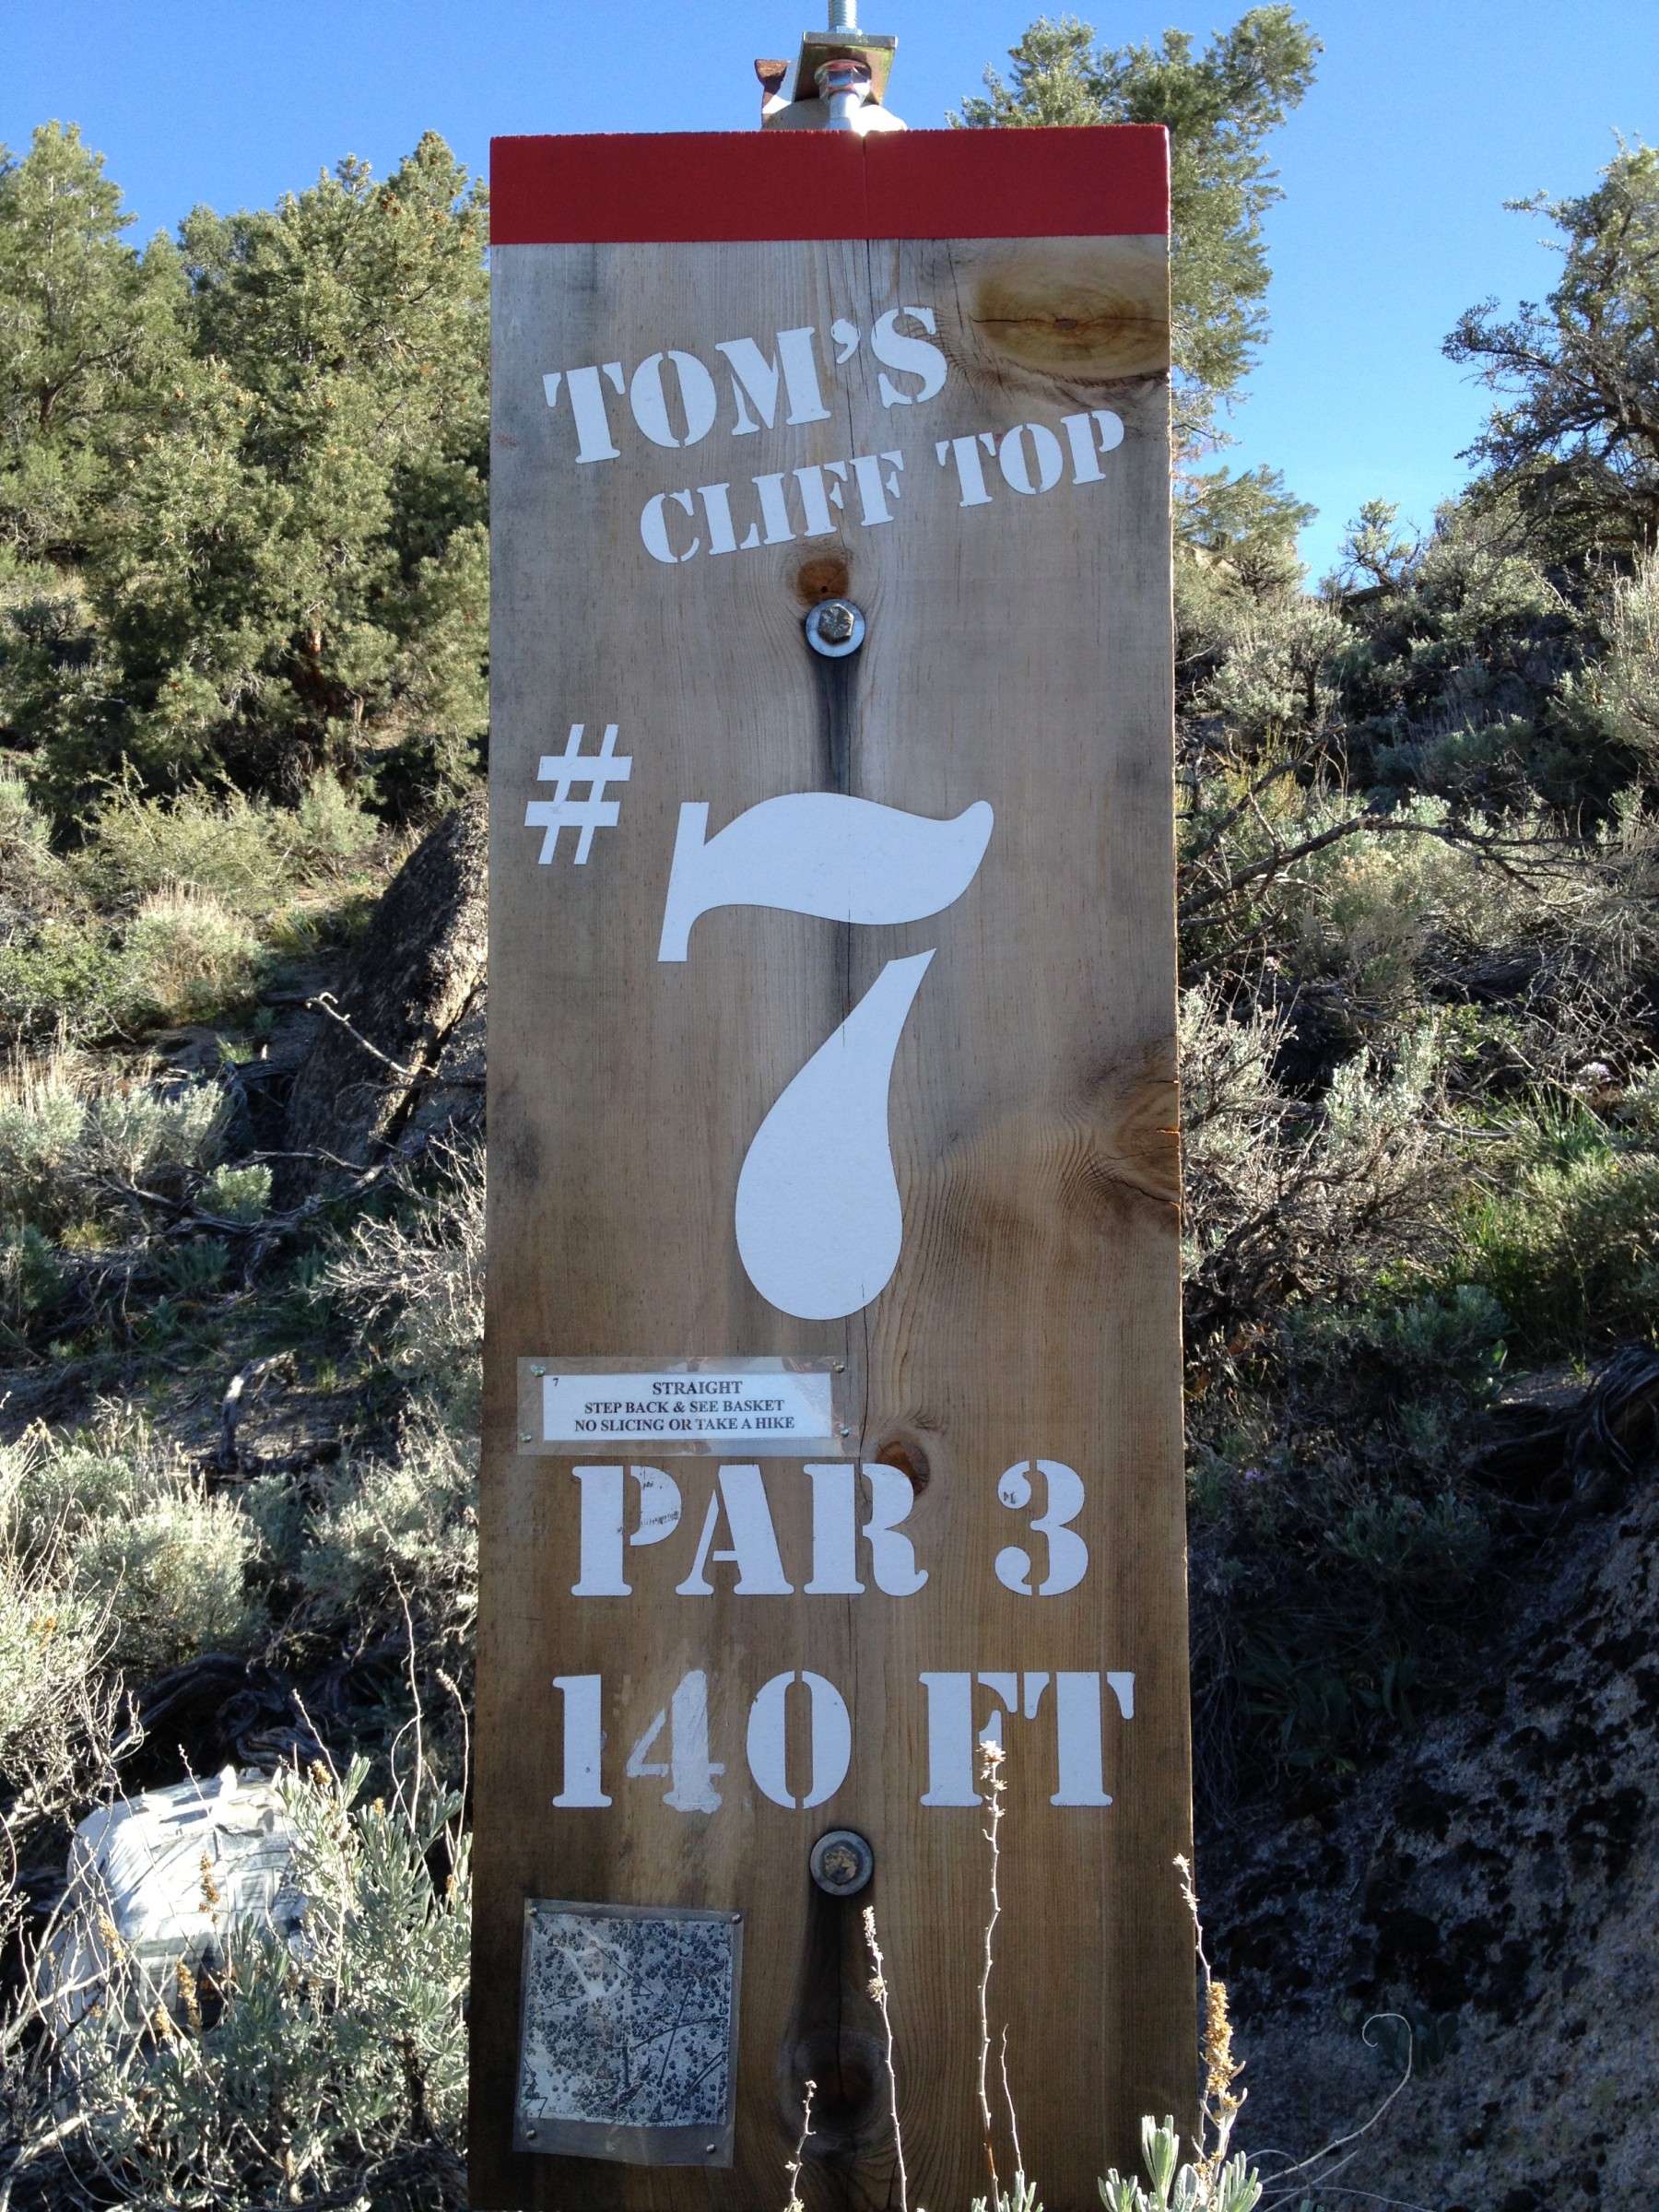 TOM'S
CLIFF TOP
#7
7
STRAIGHT
STEP BACK & SEE BASKET
NO SLICING OR TAKE A HIKE
PAR 3
140 FT